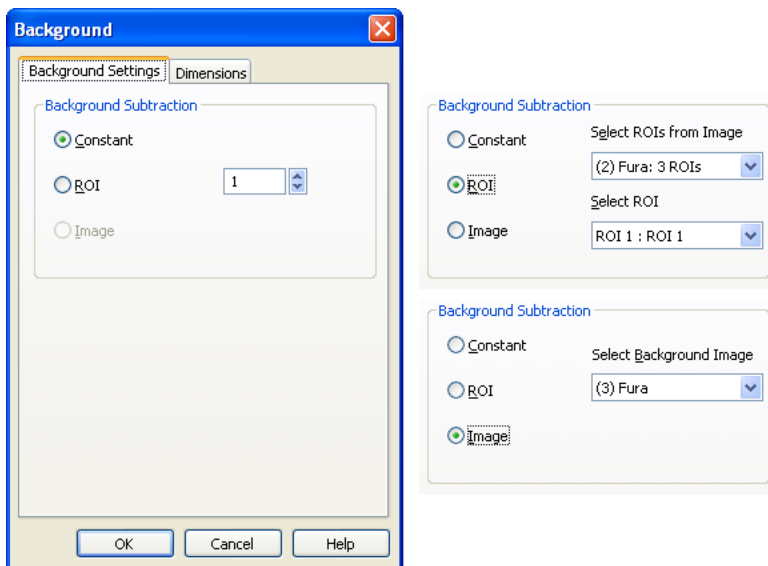 Background
Background Settings Dimensions
Background Subtraction
Constant
ROI 1
Image
OK Cancel Help
Background Subtraction
Constant
Select ROIs from Image
(2) Fura: 3 ROIs
ROI
Select ROI
Image
ROI 1 : ROI 1
Background Subtraction
Constant
Select Background Image
ROI
(3) Fura
Image